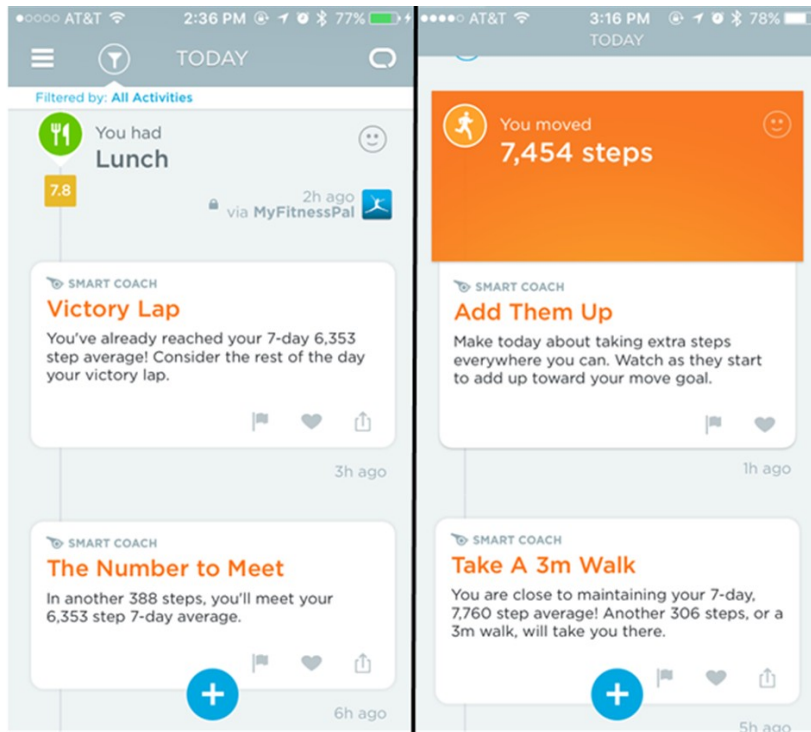 AT&T 2:36 PM 77%
TODAY
Filtered by: All Activities
You had
Lunch
7.8
2h ago
via MyFitnessPal
SMART COACH
Victory Lap
You've already reached your 7-day 6,353
step average! Consider the rest of the day
your victory lap.
3h ago
SMART COACH
The Number to Meet
In another 388 steps, you'll meet your
6,353 step 7-day average.
6h ago
AT&T 3:16 PM 78%
TODAY
You moved
7,454 steps
SMART COACH
Add Them Up
Make today about taking extra steps
everywhere you can. Watch as they start
to add up toward your move goal.
1h ago
SMART COACH
Take A 3m Walk
You are close to maintaining your 7-day,
7,760 step average! Another 306 steps, or a
3m walk, will take you there.
5h ago